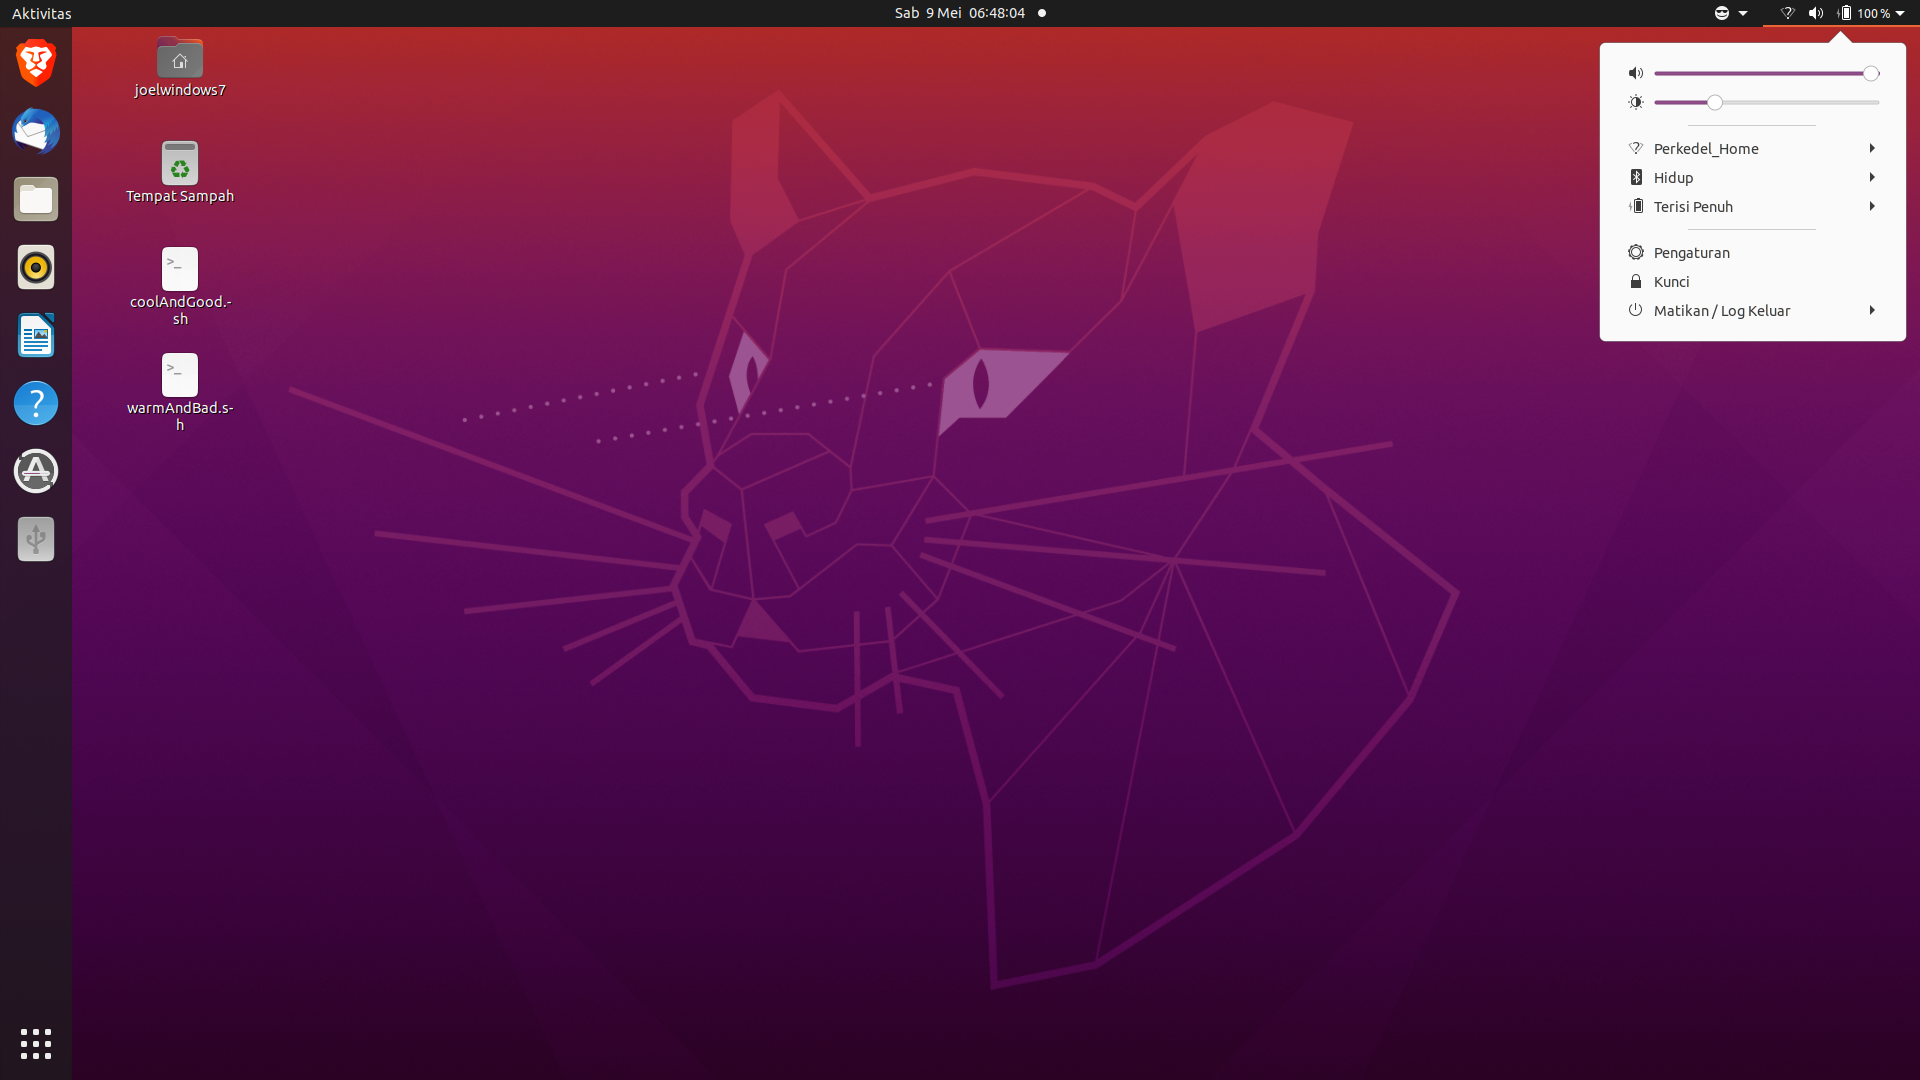 Aktivitas
Sab 9 Mei 06:48:04
100 %
joelwindows7
Tempat Sampah
>_
coolAndGood.-
sh
>_
warmAndBad.s-
h
Perkedel_Home
Hidup
Terisi Penuh
Pengaturan
Kunci
Matikan / Log Keluar